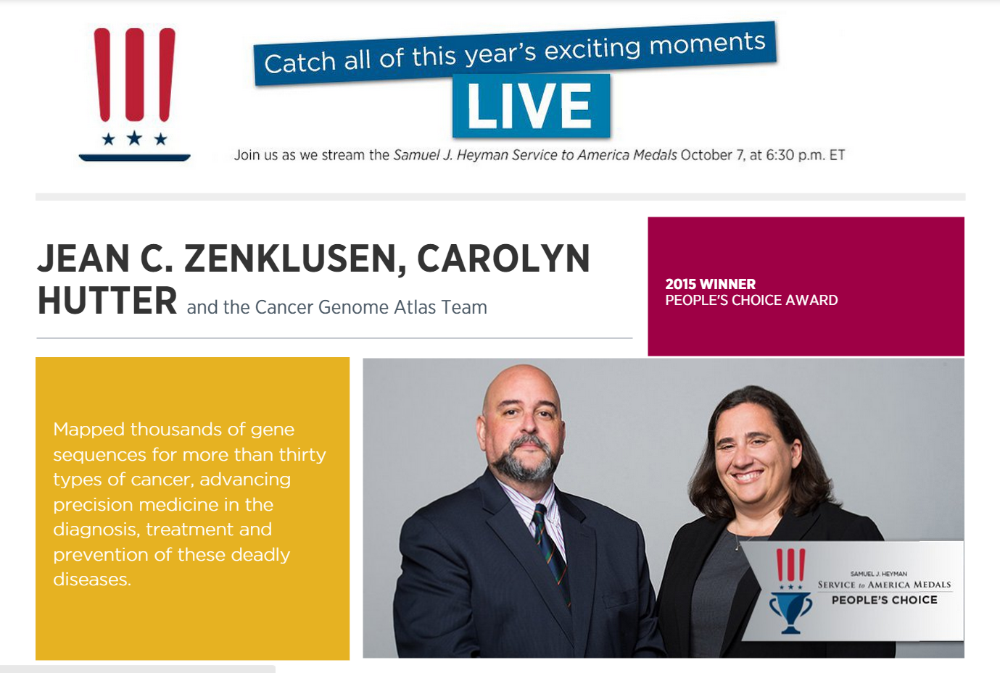 Catch all of this year's exciting moments
LIVE
Join us as we stream the Samuel J. Heyman Service to America Medals October 7, at 6:30 p.m. ET
JEAN C. ZENKLUSEN, CAROLYN
HUTTER and the Cancer Genome Atlas Team
2015 WINNER
PEOPLE'S CHOICE AWARD
Mapped thousands of gene
sequences for more than thirty
types of cancer, advancing
precision medicine in the
diagnosis, treatment and
prevention of these deadly
diseases.
SAMUEL J. HEYMAN
SERVICE to AMERICA MEDALS
PEOPLE'S CHOICE